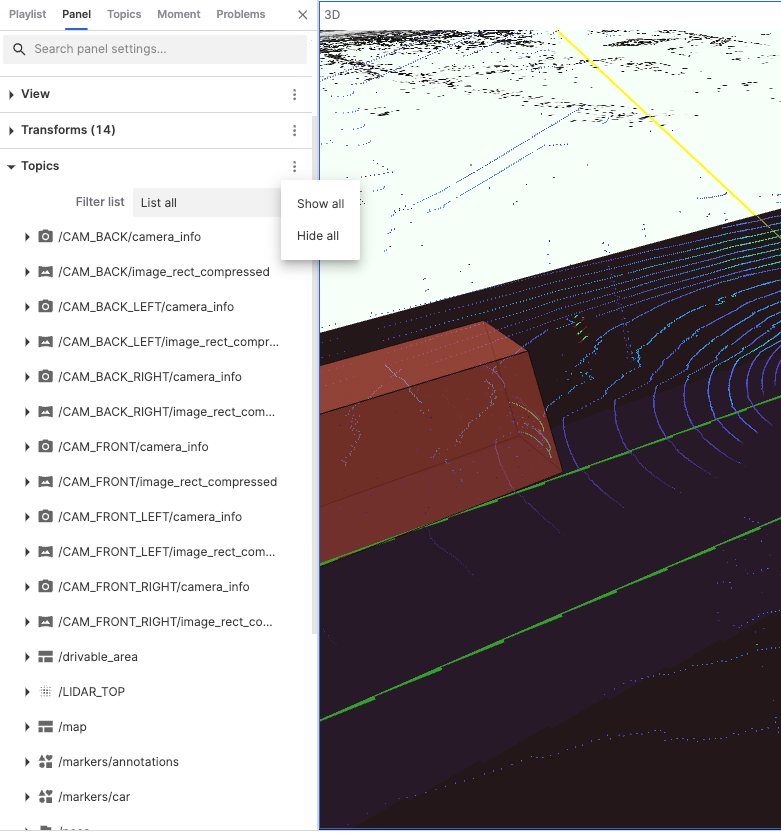 Playlist Panel Topics Moment Problems
3D
Search panel settings...
View
Transforms (14)
Topics
Filter list List all
Show all
Hide all
/CAM_BACK/camera_info
/CAM_BACK/image_rect_compressed
/CAM_BACK_LEFT/camera_info
/CAM_BACK_LEFT/image_rect_compr...
/CAM_BACK_RIGHT/camera_info
/CAM_BACK_RIGHT/image_rect_com...
/CAM_FRONT/camera_info
/CAM_FRONT/image_rect_compressed
/CAM_FRONT_LEFT/camera_info
/CAM_FRONT_LEFT/image_rect_com...
/CAM_FRONT_RIGHT/camera_info
/CAM_FRONT_RIGHT/image_rect_co...
/drivable_area
/LIDAR_TOP
/map
/markers/annotations
/markers/car